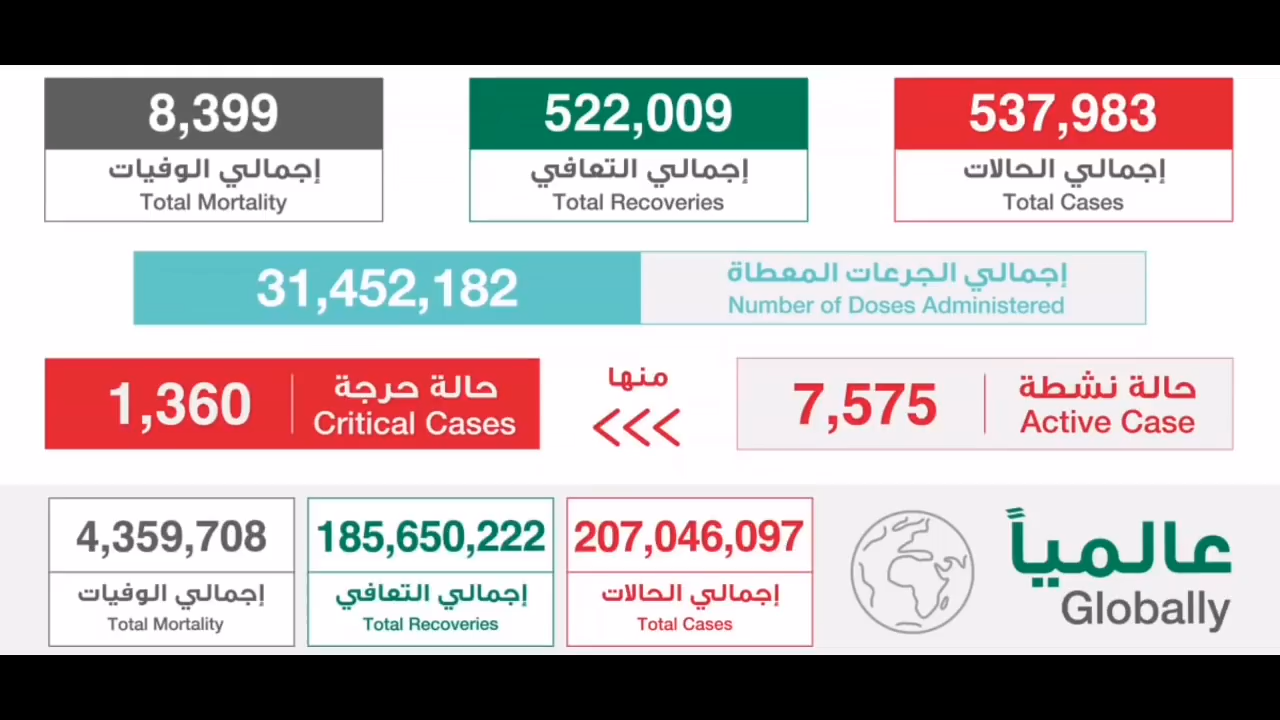 537,983
إجمالي الحالات
Total Cases
522,009
إجمالي التعافي
Total Recoveries
8,399
إجمالي الوفيات
Total Mortality
إجمالي الجرعات المعطاة
Number of Doses Administered
31,452,182
حالة نشطة
Active Case
7,575
منها
حالة حرجة
Critical Cases
1,360
عالمياً
Globally
207,046,097
إجمالي الحالات
Total Cases
185,650,222
إجمالي التعافي
Total Recoveries
4,359,708
إجمالي الوفيات
Total Mortality